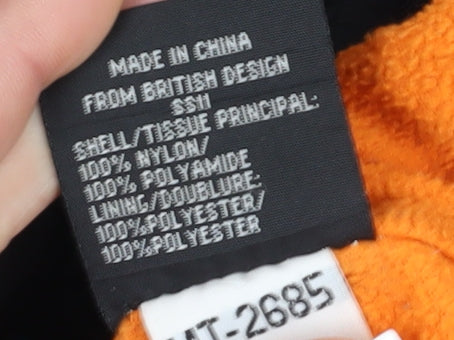 MADE IN CHINA
FROM BRITISH DESIGN
SS11
SHELL/TISSUE PRINCIPAL:
100% NYLON/
100% POLYAMIDE
LINING/DOUBLURE:
100%POLYESTER/
100%POLYESTER
MT-2685